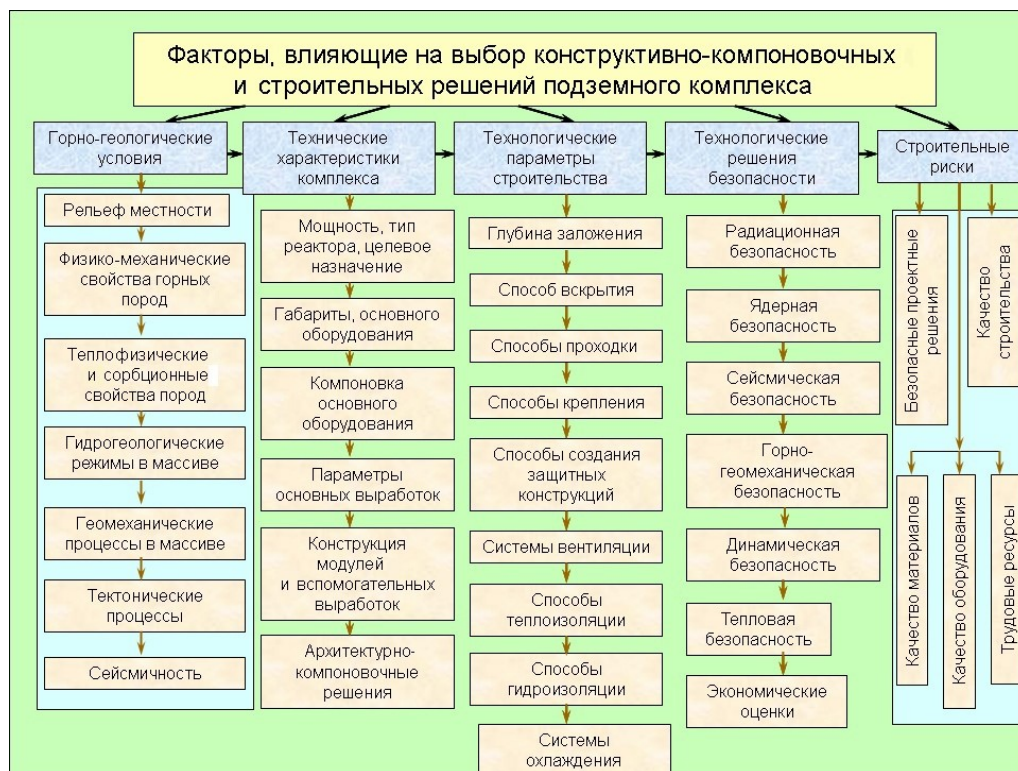 Факторы, влияющие на выбор конструктивно-компоновочных
и строительных решений подземного комплекса
Горно-геологические
условия
Рельеф местности
Физико-механические
свойства горных
пород
Теплофизические
и сорбционные
свойства пород
Гидрогеологические
режимы в массиве
Геомеханические
процессы в массиве
Тектонические
процессы
Сейсмичность
Технические
характеристики
комплекса
Мощность, тип
реактора, целевое
назначение
Габариты, основного
оборудования
Компоновка
основного
оборудования
Параметры
основных выработок
Конструкция
модулей
и вспомогательных
выработок
Архитектурно-
компоновочные
решения
Технологические
параметры
строительства
Глубина заложения
Способ вскрытия
Способы проходки
Способы крепления
Способы создания
защитных
конструкций
Системы вентиляции
Способы
теплоизоляции
Способы
гидроизоляции
Системы
охлаждения
Технологические
решения
безопасности
Радиационная
безопасность
Ядерная
безопасность
Сейсмическая
безопасность
Горно-
геомеханическая
безопасность
Динамическая
безопасность
Тепловая
безопасность
Экономические
оценки
Строительные
риски
Безопасные проектные
решения
Качество
строительства
Качество материалов
Качество оборудования
Трудовые ресурсы